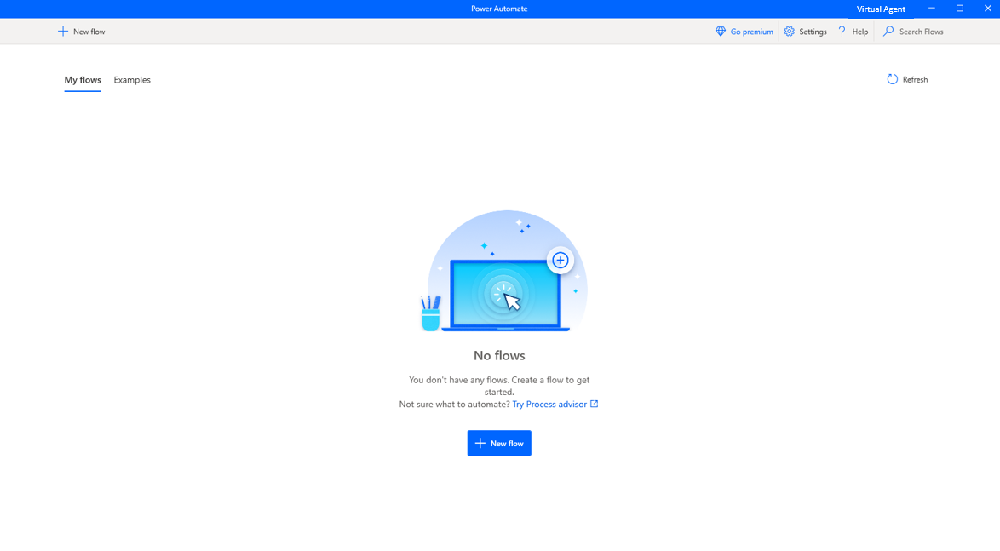 Power Automate
Virtual Agent
New flow
Go premium
Settings
Help
Search Flows
My flows
Examples
Refresh
No flows
You don't have any flows. Create a flow to get
started.
Not sure what to automate? Try Process advisor
New flow